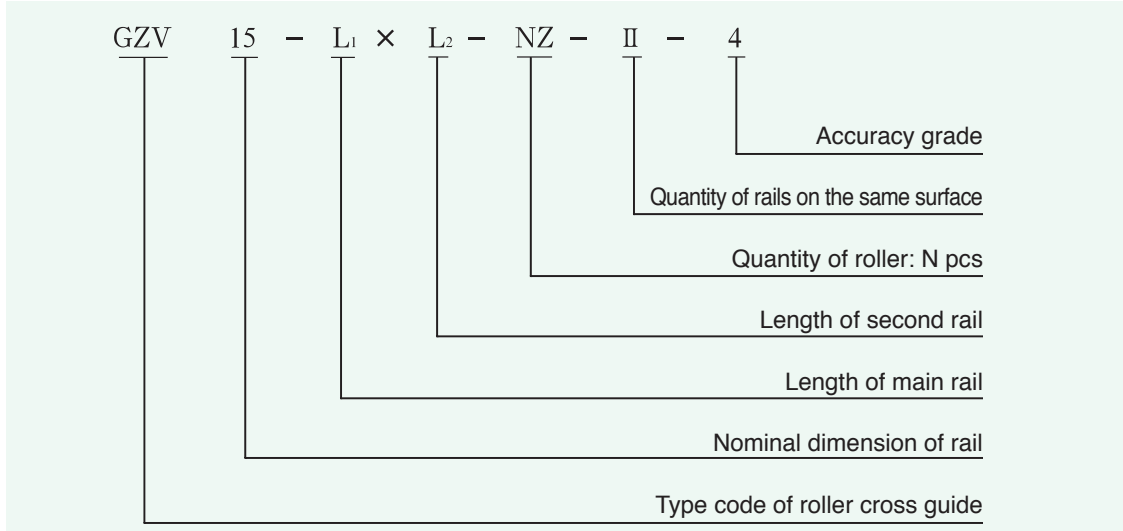 GZV 15 - L₁ × L₂ - NZ - Ⅱ - 4
Accuracy grade
Quantity of rails on the same surface
Quantity of roller: N pcs
Length of second rail
Length of main rail
Nominal dimension of rail
Type code of roller cross guide